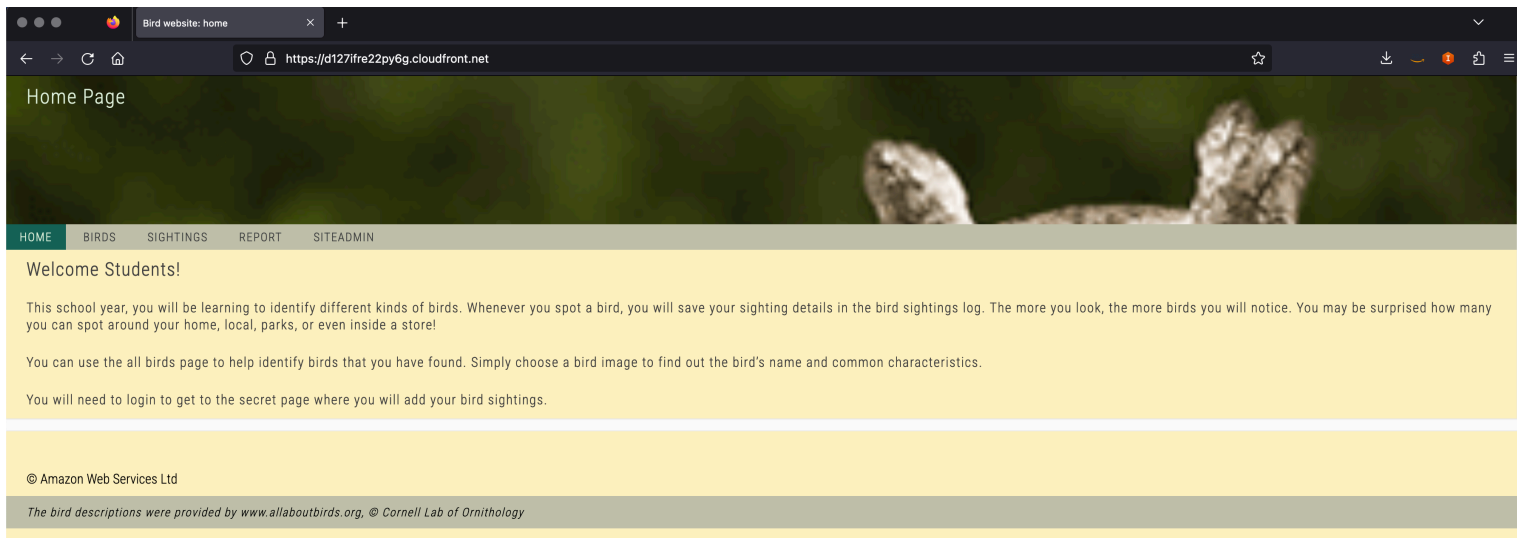 Bird website: home
https://d127ifre22py6g.cloudfront.net
Home Page
HOME BIRDS SIGHTINGS REPORT SITEADMIN
Welcome Students!
This school year, you will be learning to identify different kinds of birds. Whenever you spot a bird, you will save your sighting details in the bird sightings log. The more you look, the more birds you will notice. You may be surprised how many
you can spot around your home, local, parks, or even inside a store!
You can use the all birds page to help identify birds that you have found. Simply choose a bird image to find out the bird's name and common characteristics.
You will need to login to get to the secret page where you will add your bird sightings.
© Amazon Web Services Ltd
The bird descriptions were provided by www.allaboutbirds.org, © Cornell Lab of Ornithology